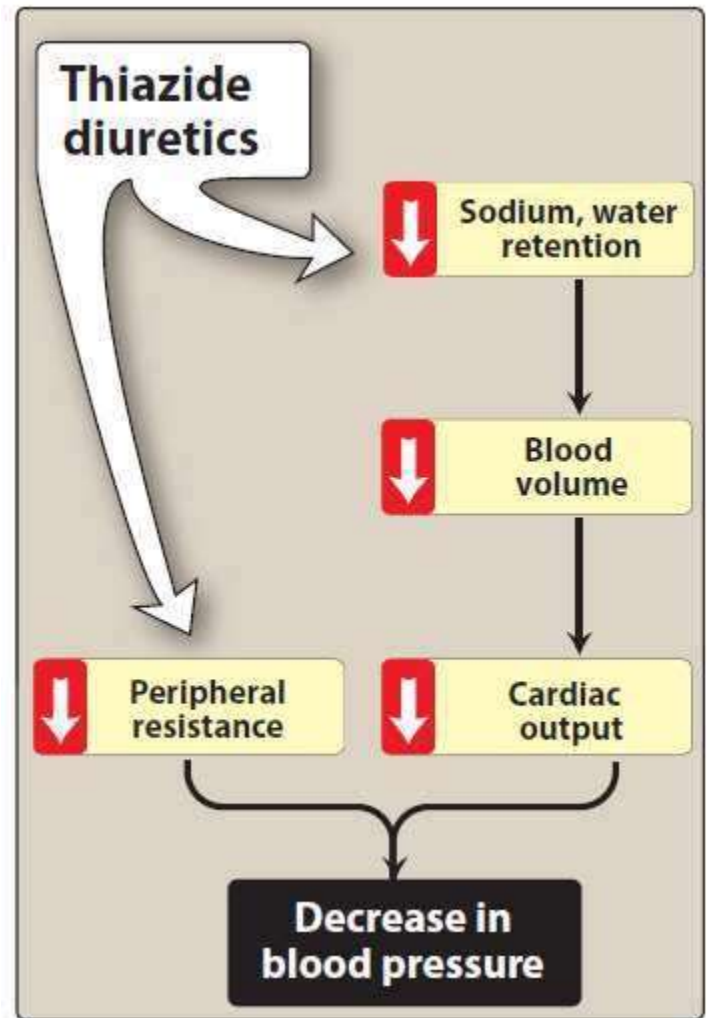 Thiazide
diuretics
Sodium, water
retention
Blood
volume
Peripheral
resistance
Cardiac
output
Decrease in
blood pressure